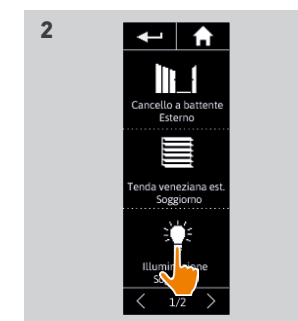 2
Cancello a battente
Esterno
Tenda veneziana est.
Soggiorno
1/2